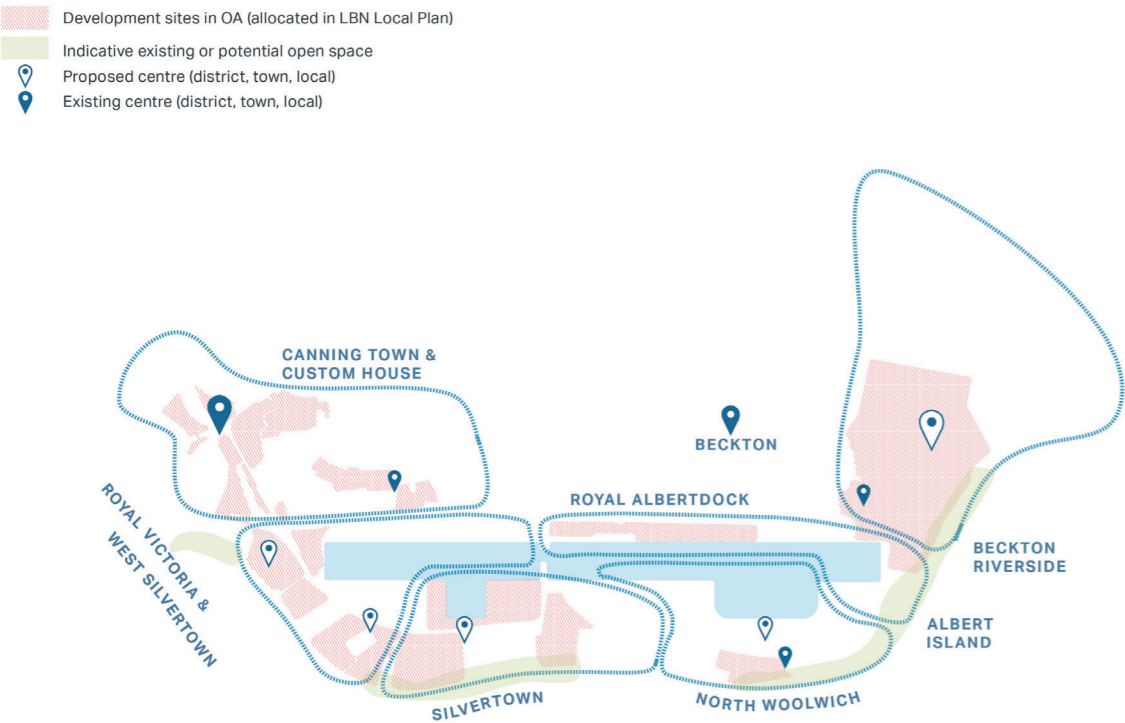 Development sites in OA (allocated in LBN Local Plan)
Indicative existing or potential open space
Proposed centre (district, town, local)
Existing centre (district, town, local)
CANNING TOWN &
CUSTOM HOUSE
BECKTON
ROYAL VICTORIA &
WEST SILVERTOWN
ROYAL ALBERTDOCK
BECKTON
RIVERSIDE
ALBERT
ISLAND
SILVERTOWN
NORTH WOOLWICH